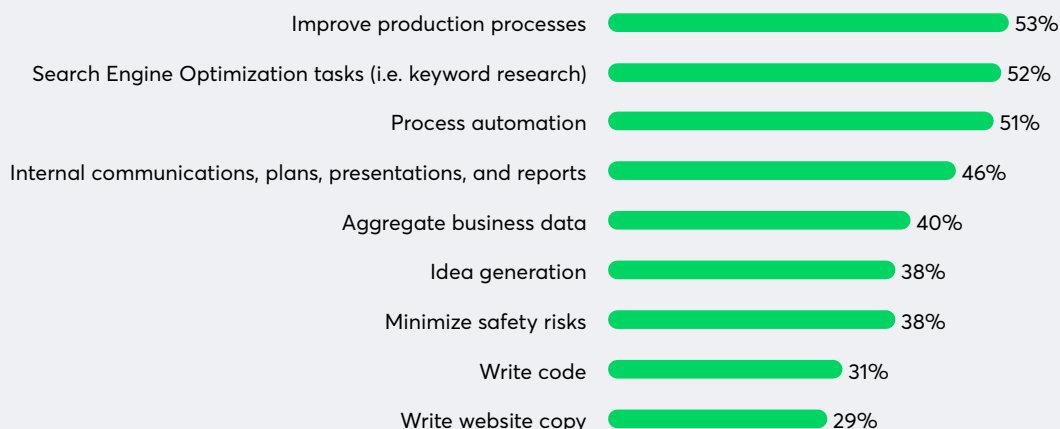 Improve production processes 53%
Search Engine Optimization tasks (i.e. keyword research) 52%
Process automation 51%
Internal communications, plans, presentations, and reports 46%
Aggregate business data 40%
Idea generation 38%
Minimize safety risks 38%
Write code 31%
Write website copy 29%